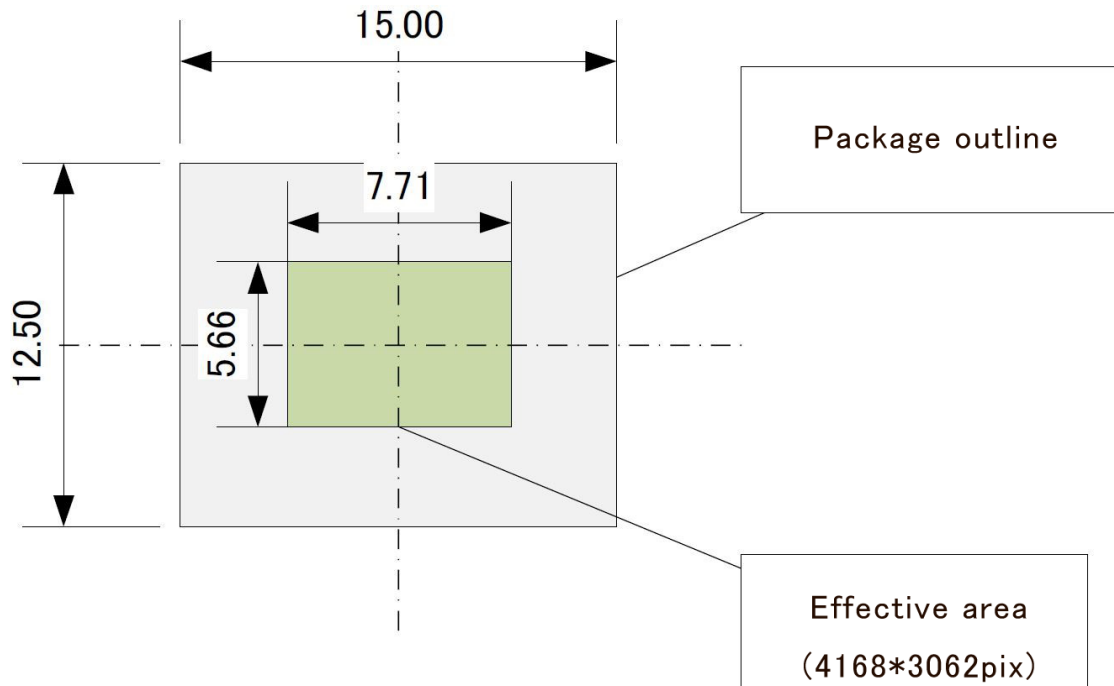 15.00
Package outline
7.71
12.50
5.66
Effective area
(4168*3062pix)